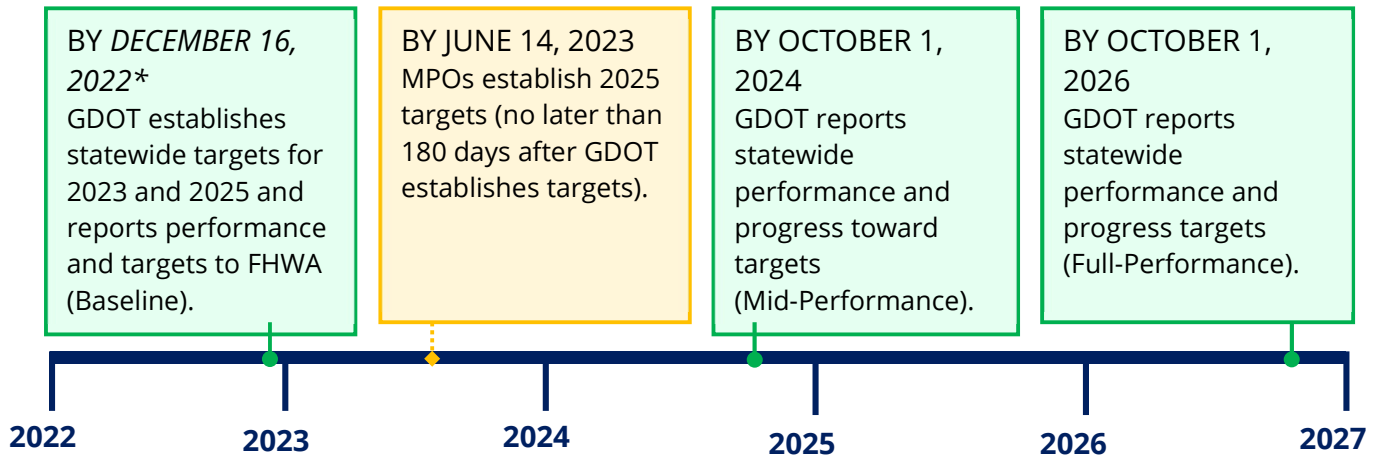 BY DECEMBER 16,
2022*
GDOT establishes
statewide targets for
2023 and 2025 and
reports performance
and targets to FHWA
(Baseline).
BY JUNE 14, 2023
MPOs establish 2025
targets (no later than
180 days after GDOT
establishes targets).
BY OCTOBER 1,
2024
GDOT reports
statewide
performance and
progress toward
targets
(Mid-Performance).
BY OCTOBER 1,
2026
GDOT reports
statewide
performance and
progress targets
(Full-Performance).
2022
2023
2024
2025
2026
2027